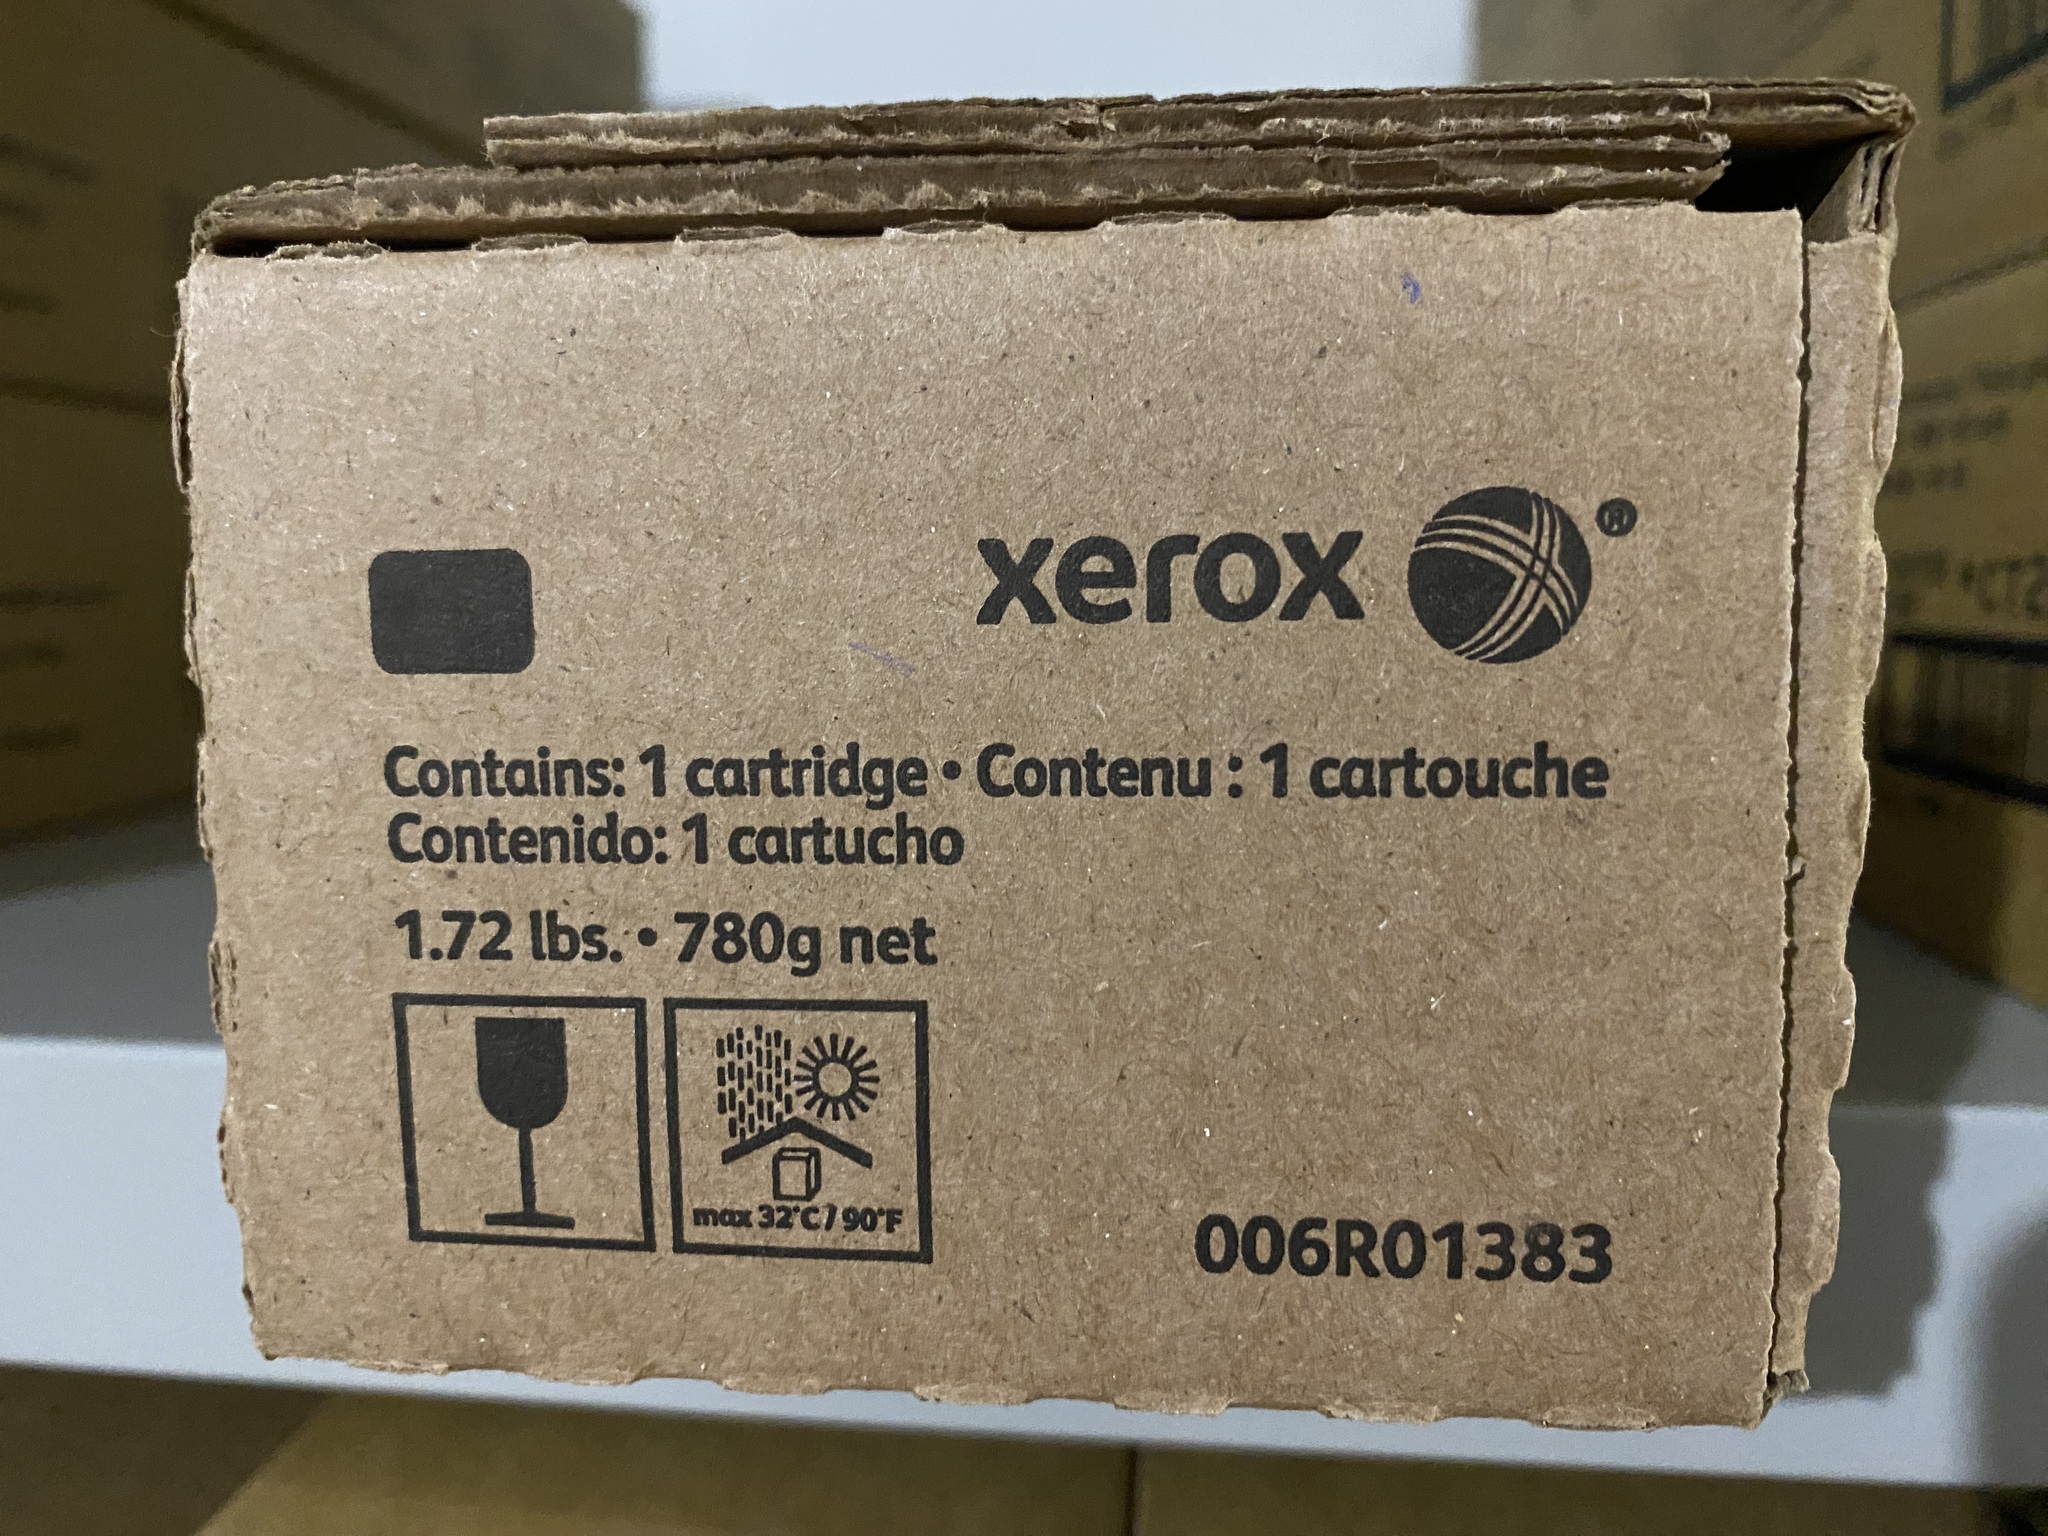 xerox ®
Contains: 1 cartridge • Contenu : 1 cartouche
Contenido: 1 cartucho
1.72 lbs. • 780g net
max 32°C / 90°F
006R01383